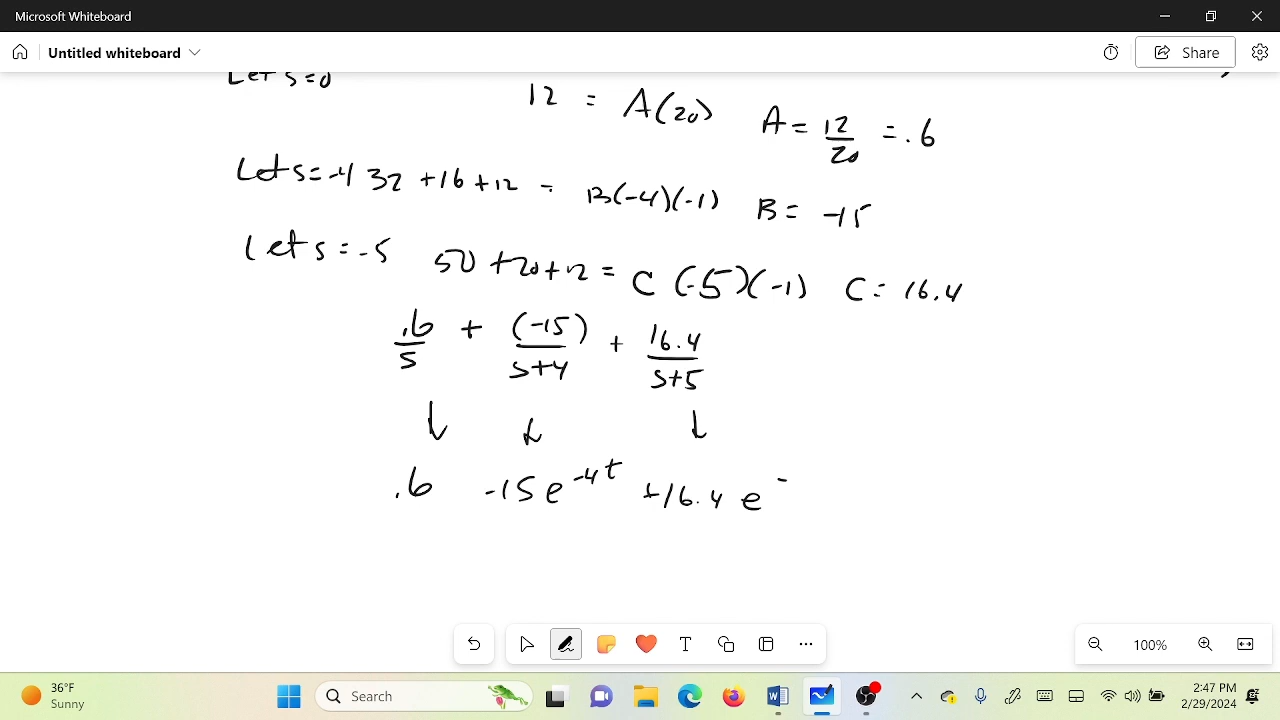 Microsoft Whiteboard
Untitled whiteboard
Share
Let s=0
12 = A(20) A = 12/20 = .6
Let s=-4 32 +16 +12 = B(-4)(-1) B = -15
Let s = -5 50 +20+12 = C (-5)(-1) C = 16.4
.6/s + (-15)/s+4 + 16.4/s+5
↓ ↓ ↓
.6 -15 e^-4t +16.4 e^-
100%
36°F
Sunny
Search
2:47 PM
2/29/2024